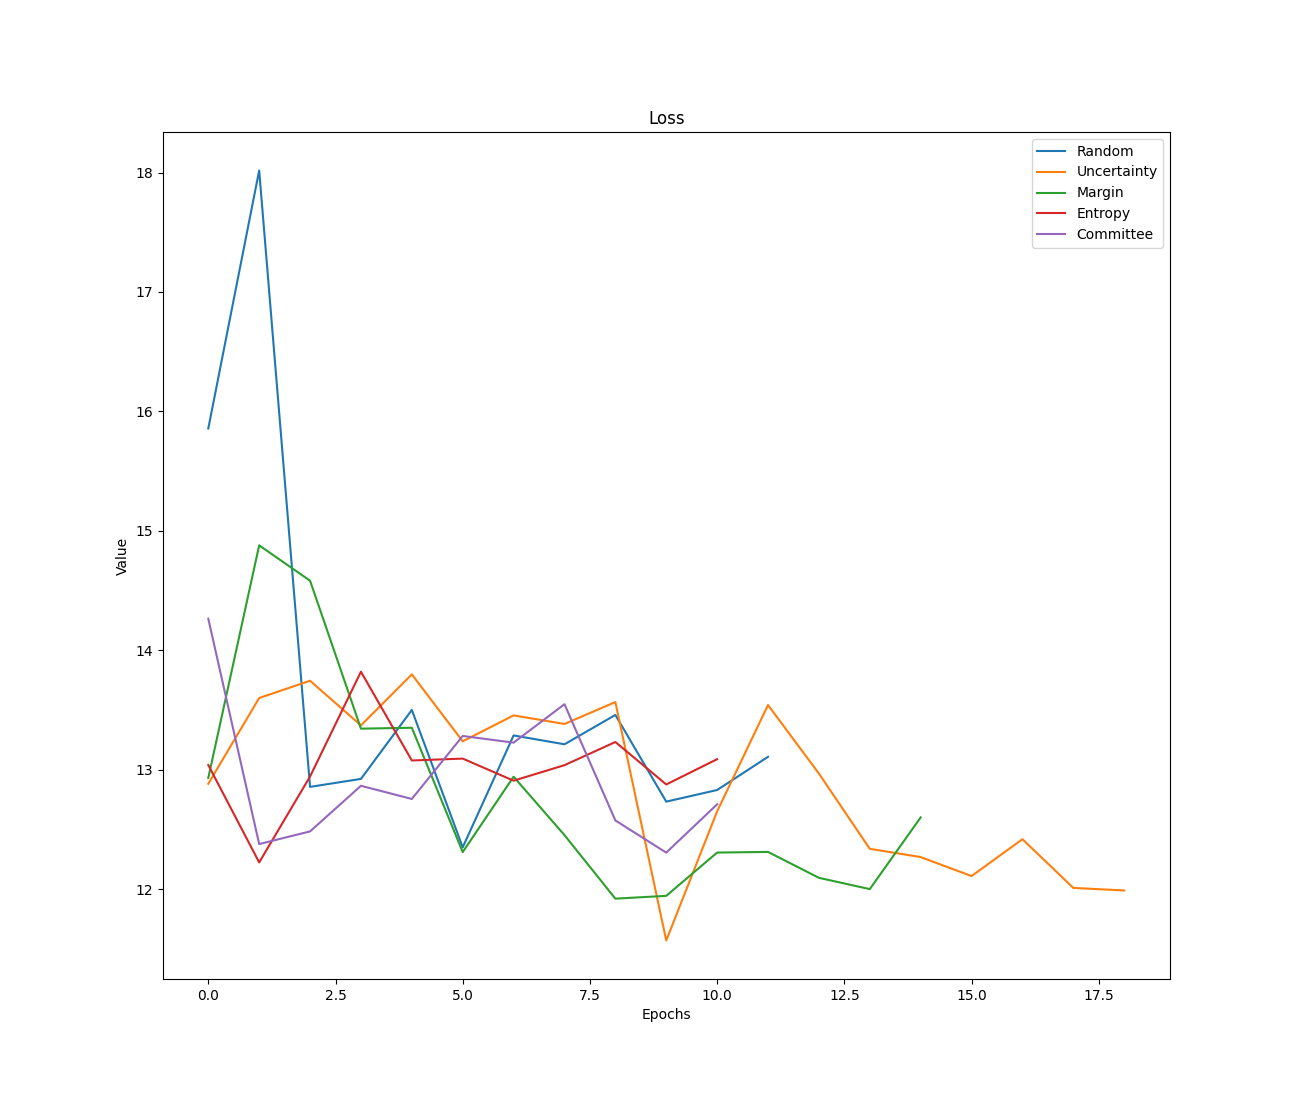 Loss
Random
Uncertainty
Margin
Entropy
Committee
18
17
16
15
14
13
12
Value
0.0 2.5 5.0 7.5 10.0 12.5 15.0 17.5
Epochs